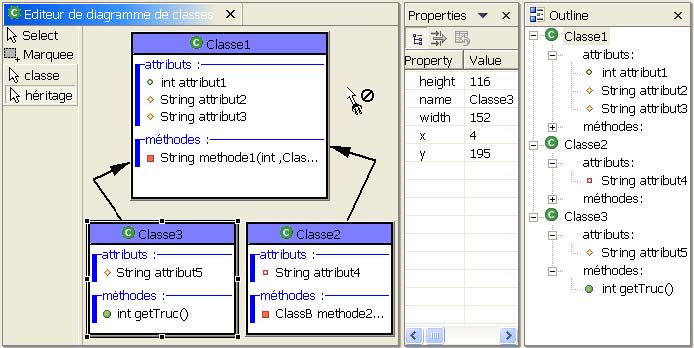 Editeur de diagramme de classes
Select
Marquee
classe
héritage
Classe1
attributs :
int attribut1
String attribut2
String attribut3
méthodes :
String methode1(int ,Clas...
Classe3
attributs :
String attribut5
méthodes :
int getTruc()
Classe2
attributs :
String attribut4
méthodes :
ClassB methode2...
Properties
Property Value
height 116
name Classe3
width 152
x 4
y 195
Outline
Classe1
attributs:
int attribut1
String attribut2
String attribut3
méthodes:
Classe2
attributs:
String attribut4
méthodes:
Classe3
attributs:
String attribut5
méthodes:
int getTruc()